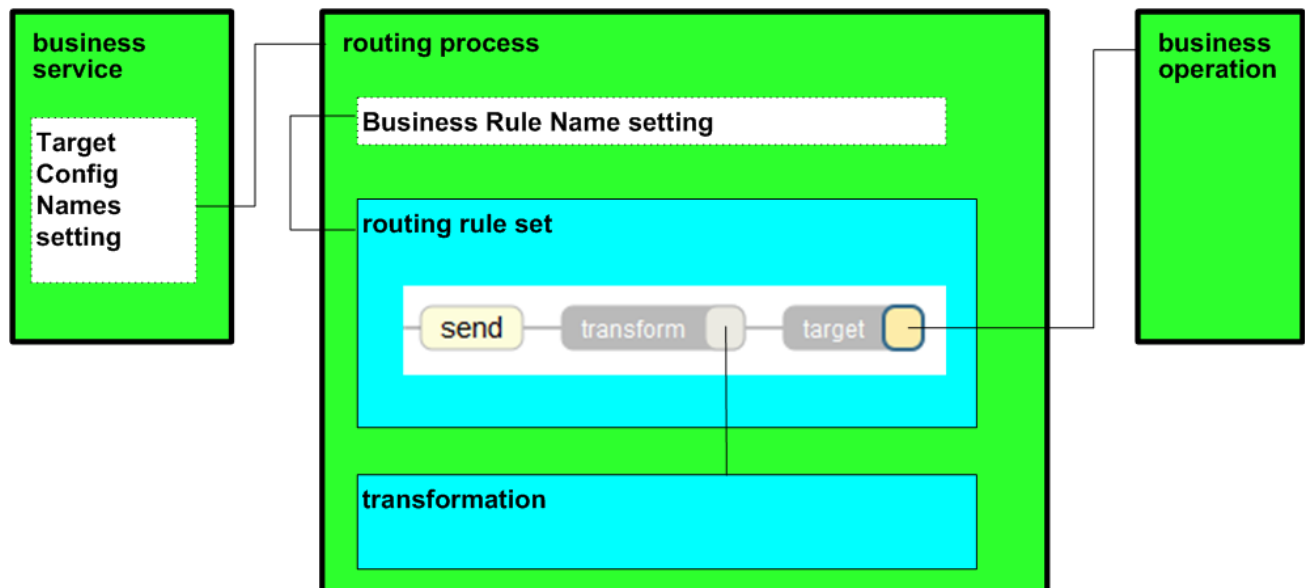 business
service
Target
Config
Names
setting
routing process
Business Rule Name setting
routing rule set
send
transform
target
transformation
business
operation